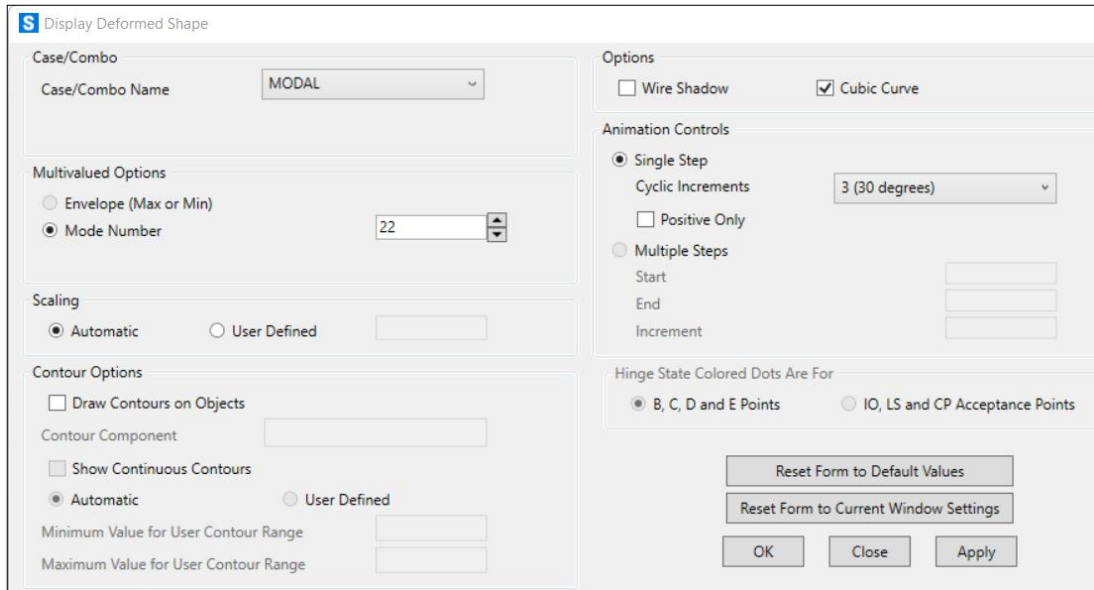 S Display Deformed Shape
Case/Combo
Case/Combo Name MODAL
Multivalued Options
Envelope (Max or Min)
Mode Number 22
Scaling
Automatic User Defined
Contour Options
Draw Contours on Objects
Contour Component
Show Continuous Contours
Automatic User Defined
Minimum Value for User Contour Range
Maximum Value for User Contour Range
Options
Wire Shadow Cubic Curve
Animation Controls
Single Step
Cyclic Increments 3 (30 degrees)
Positive Only
Multiple Steps
Start
End
Increment
Hinge State Colored Dots Are For
B, C, D and E Points IO, LS and CP Acceptance Points
Reset Form to Default Values
Reset Form to Current Window Settings
OK Close Apply